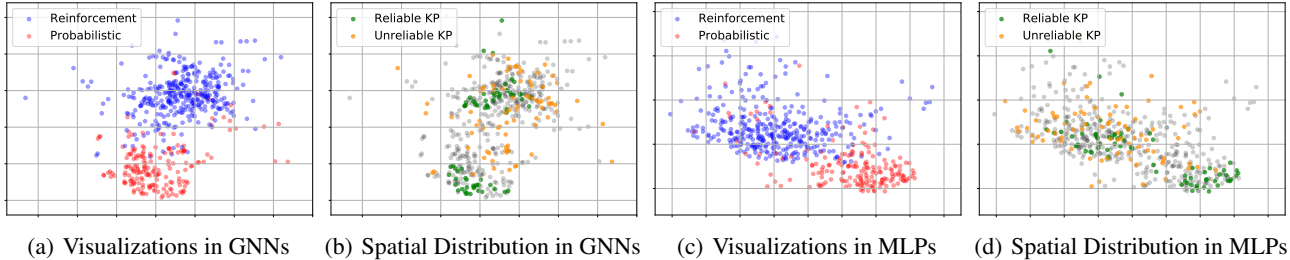 Reinforcement
Probabilistic
Reliable KP
Unreliable KP
Reinforcement
Probabilistic
Reliable KP
Unreliable KP
(a) Visualizations in GNNs
(b) Spatial Distribution in GNNs
(c) Visualizations in MLPs
(d) Spatial Distribution in MLPs